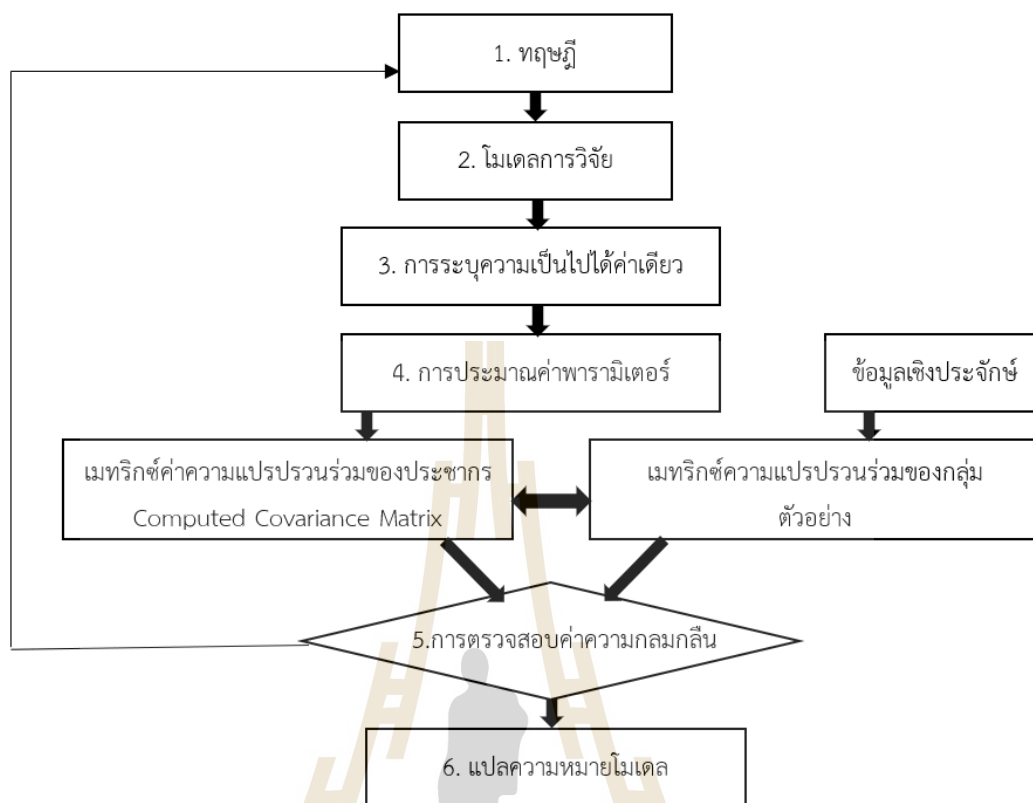 1. ทฤษฎี
2. โมเดลการวิจัย
3. การระบุความเป็นไปได้ค่าเดียว
4. การประมาณค่าพารามิเตอร์
ข้อมูลเชิงประจักษ์
เมทริกซ์ค่าความแปรปรวนร่วมของประชากร
Computed Covariance Matrix
เมทริกซ์ความแปรปรวนร่วมของกลุ่ม
ตัวอย่าง
5.การตรวจสอบค่าความกลมกลืน
6. แปลความหมายโมเดล